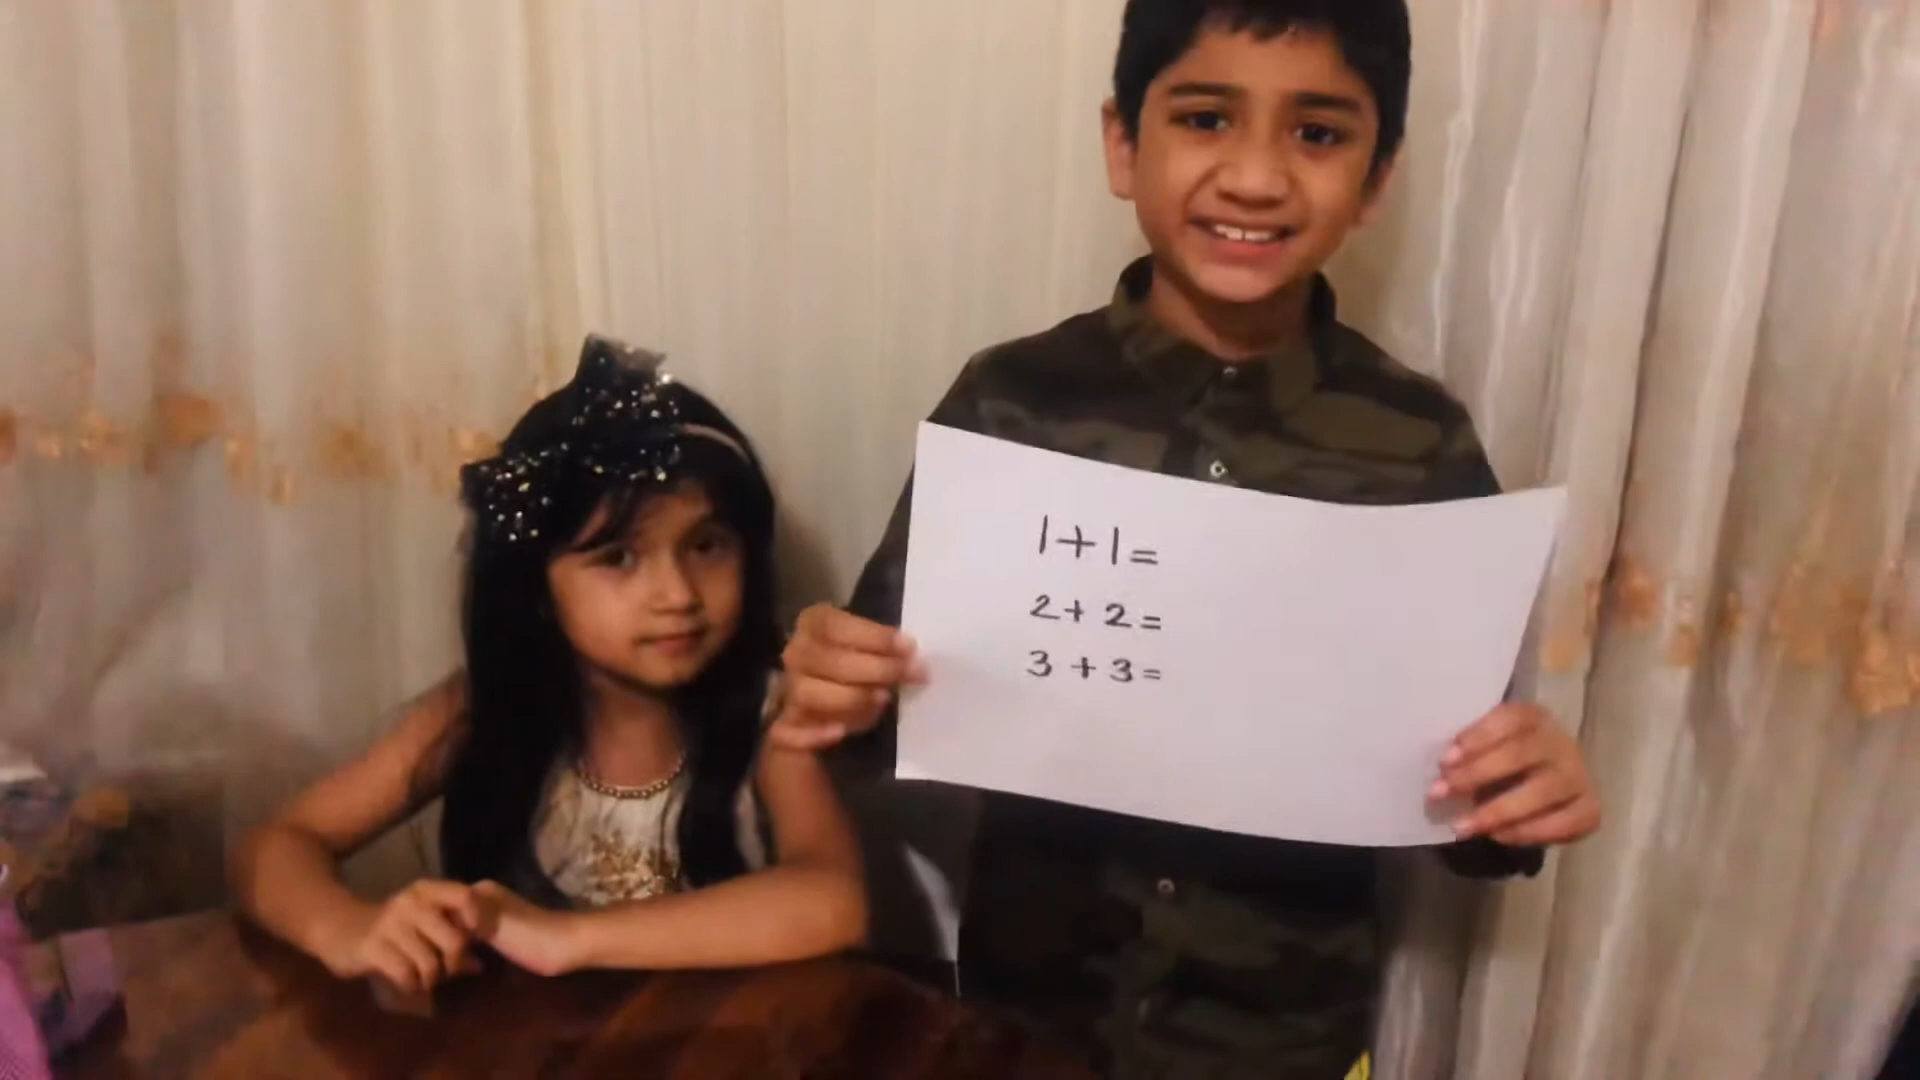 1+1=
2+ 2=
3 +3=